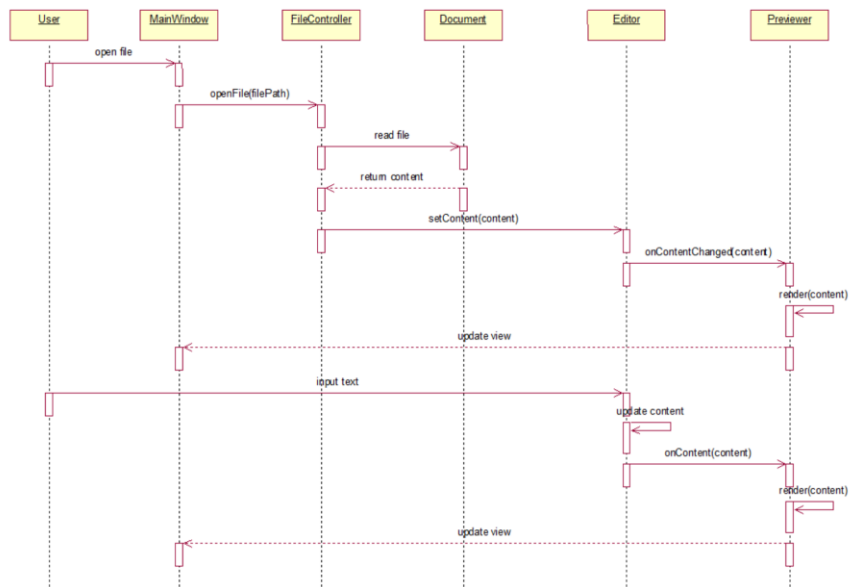 User
MainWindow
FileController
Document
Editor
Previewer
open file
openFile(filePath)
read file
return content
setContent(content)
onContentChanged(content)
render(content)
update view
input text
update content
onContent(content)
render(content)
update view